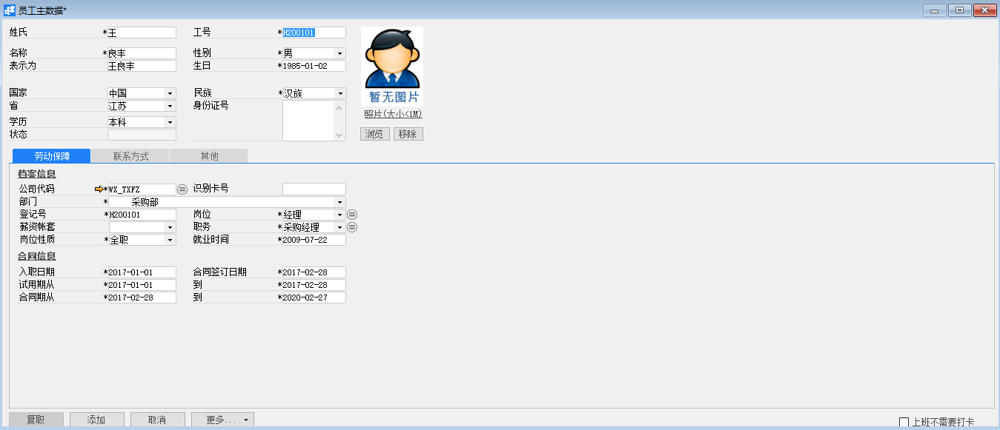 员工主数据*
姓氏 *王 工号 *H200101
名称 *良丰 性别 *男
表示为 王良丰 生日 *1985-01-02
暂无图片
国家 中国 民族 *汉族
省 江苏 身份证号
照片(大小<1M)
学历 本科
状态
浏览 移除
劳动保障 联系方式 其他
档案信息
公司代码 *WX_TXFZ 识别卡号
部门 * 采购部
登记号 *H200101 岗位 *经理
薪资帐套 职务 *采购经理
岗位性质 *全职 就业时间 *2009-07-22
合同信息
入职日期 *2017-01-01 合同签订日期 *2017-02-28
试用期从 *2017-01-01 到 *2017-02-28
合同期从 *2017-02-28 到 *2020-02-27
复职 添加 取消 更多... 上班不需要打卡